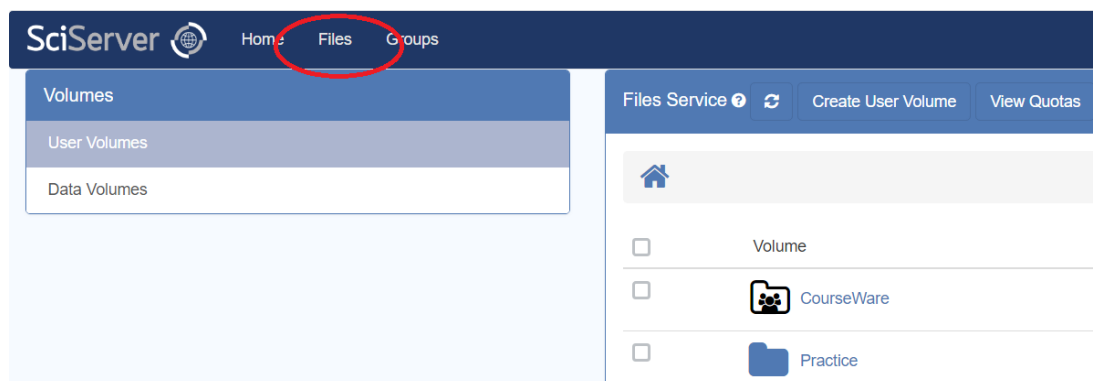 SciServer Home Files Groups
Volumes
User Volumes
Data Volumes
Files Service ? Create User Volume View Quotas
Volume
CourseWare
Practice